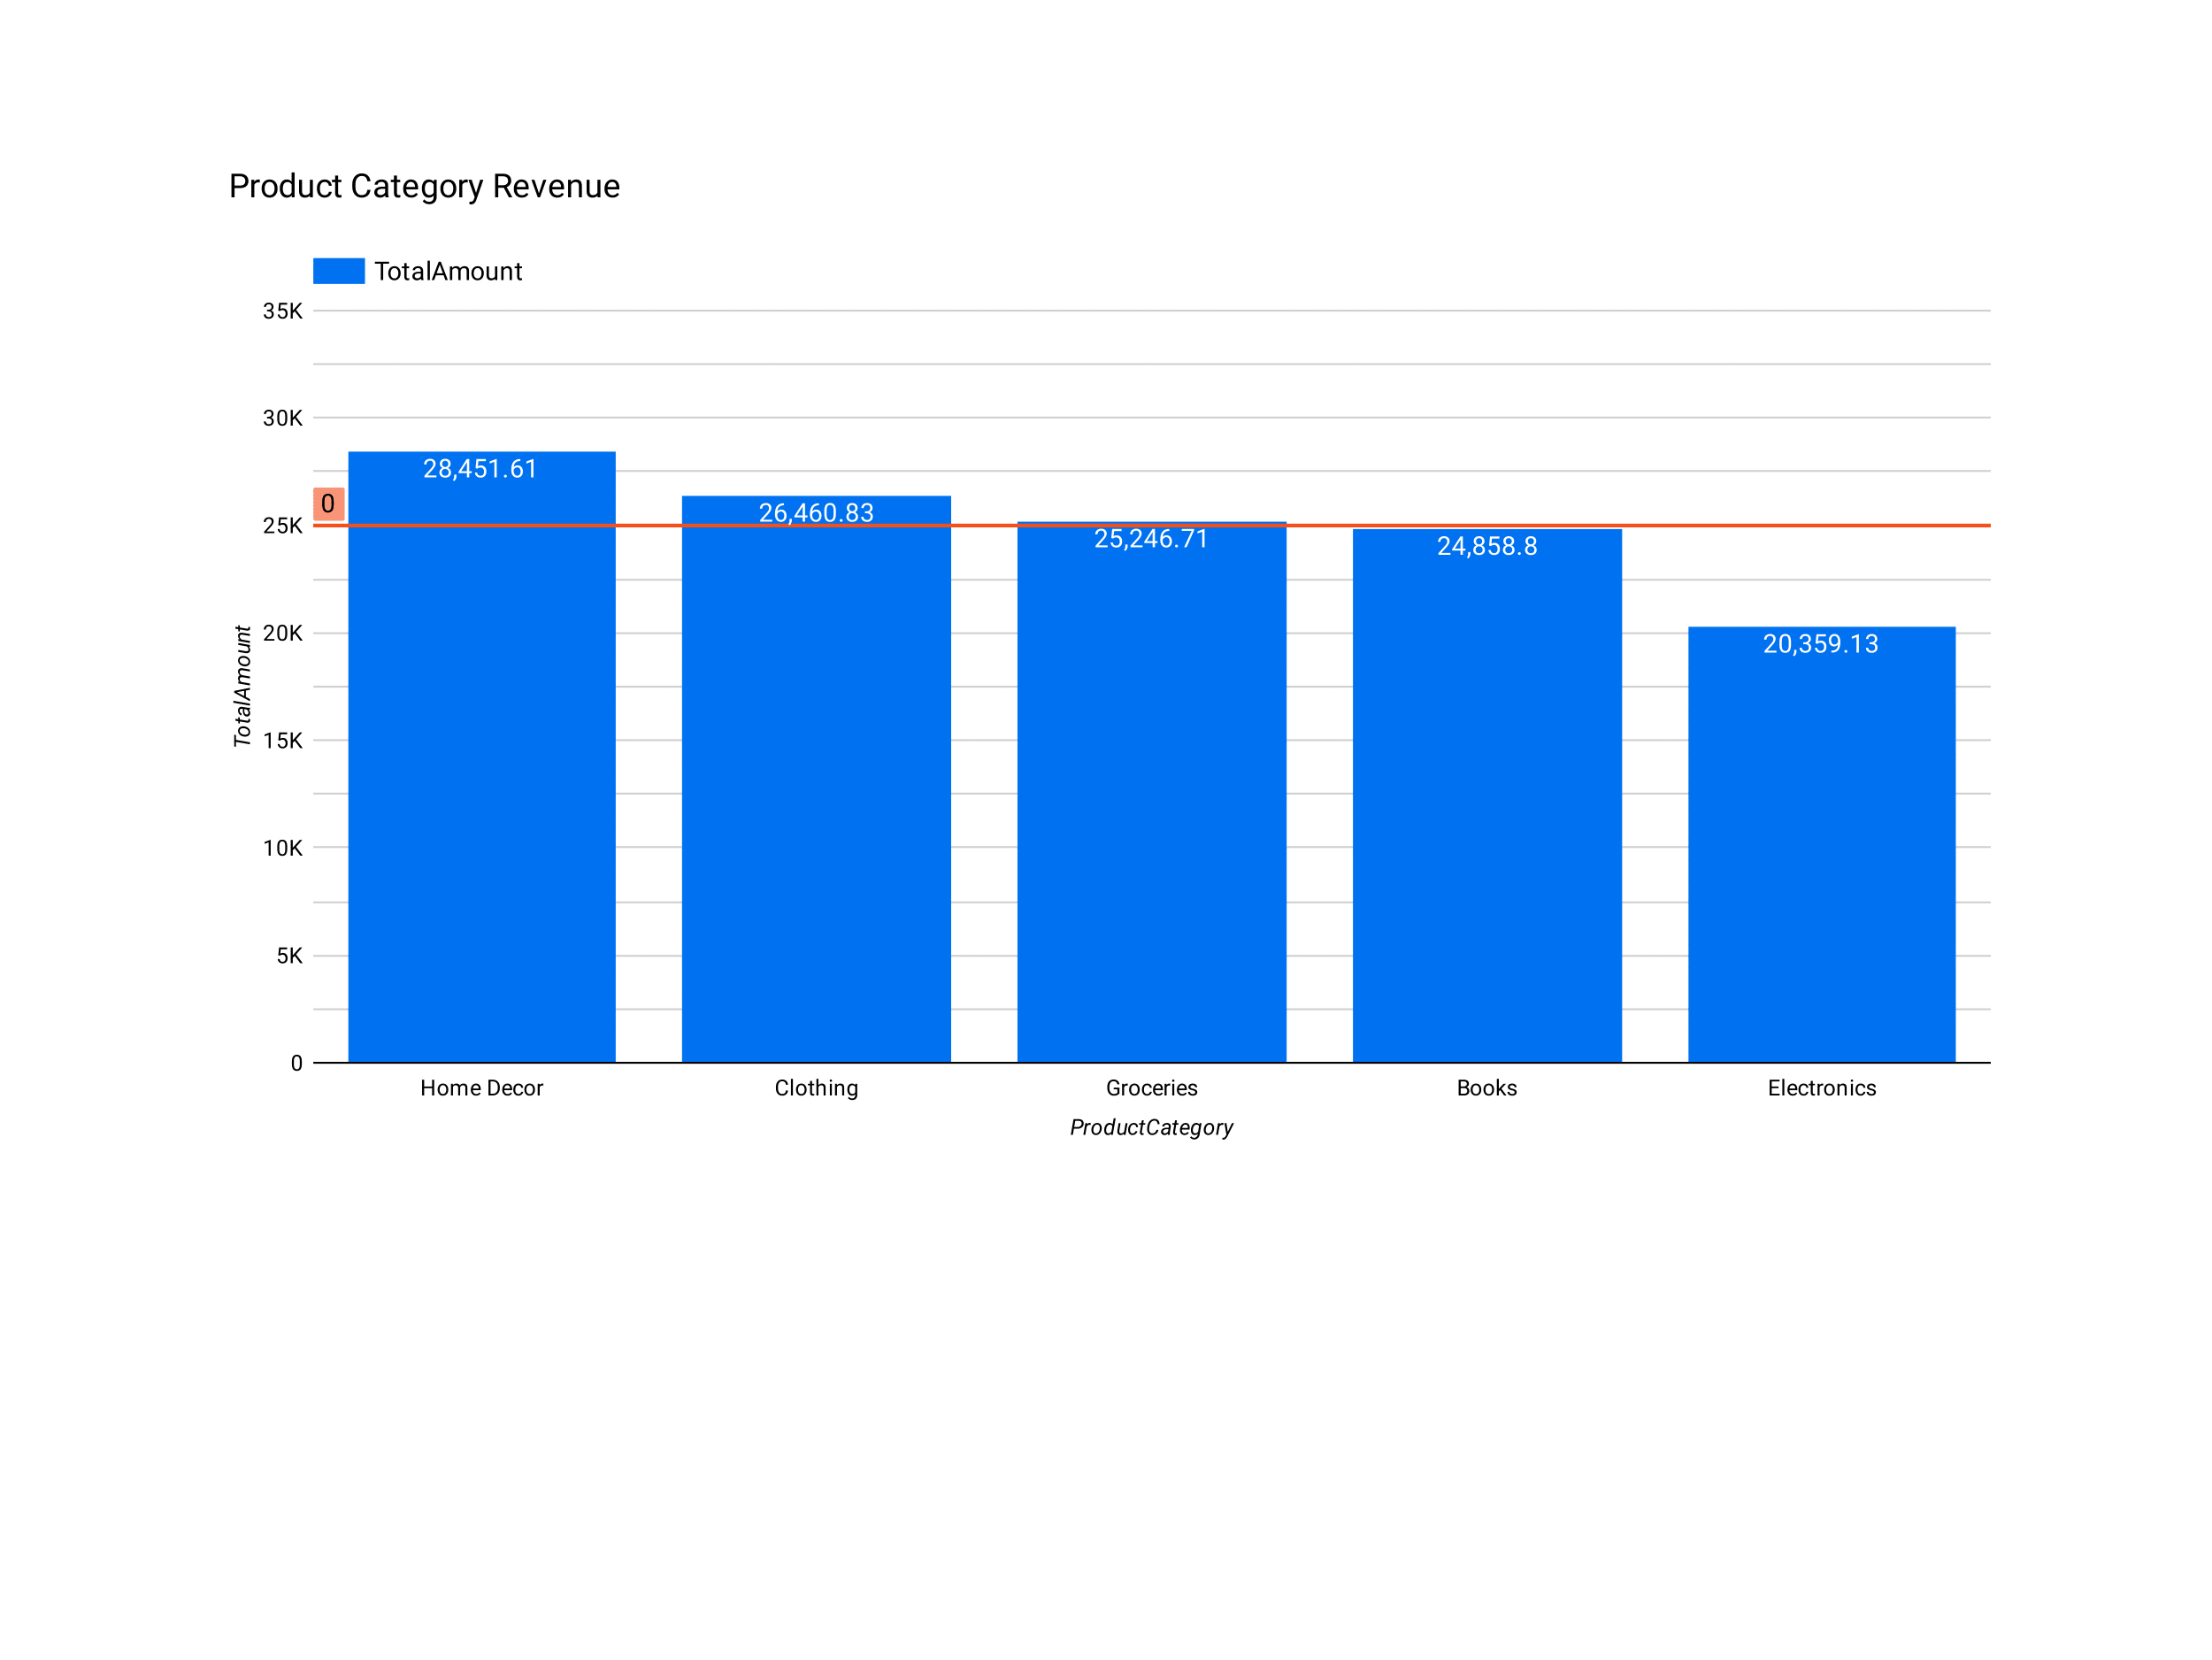 Product Category Revenue
TotalAmount
35K
30K
28,451.61
0
26,460.83
25K
25,246.71
24,858.8
20K
20,359.13
TotalAmount
15K
10K
5K
0
Home Decor Clothing Groceries Books Electronics
ProductCategory